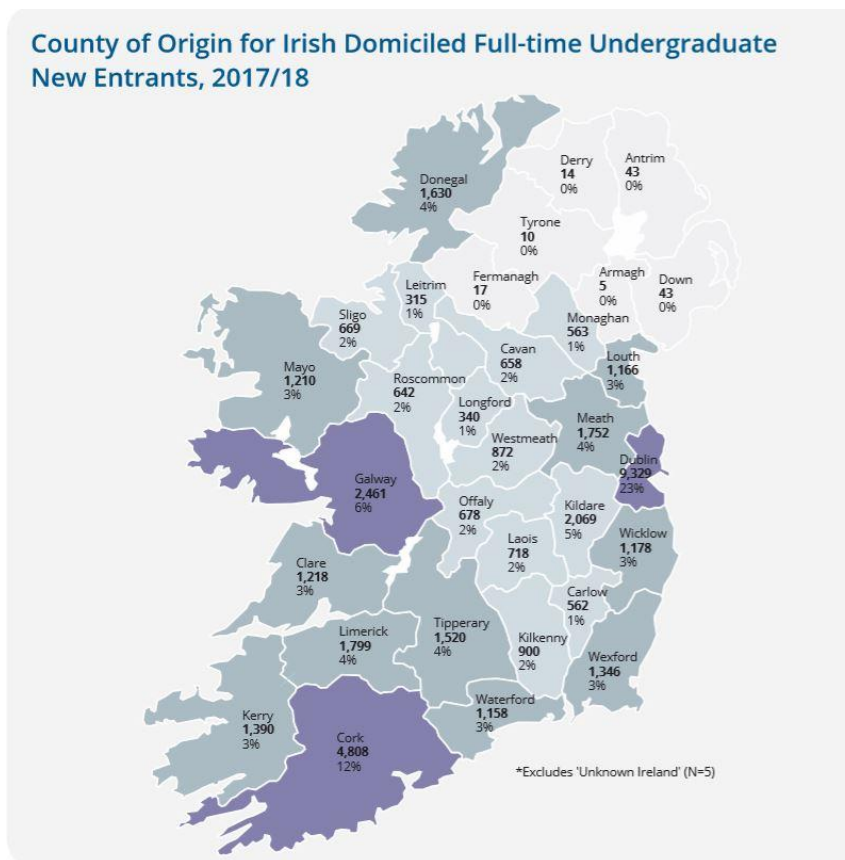 County of Origin for Irish Domiciled Full-time Undergraduate
New Entrants, 2017/18
Derry
14
0%
Antrim
43
0%
Donegal
1,630
4%
Tyrone
10
0%
Fermanagh
17
0%
Armagh
5
0%
Down
43
0%
Leitrim
315
1%
Sligo
669
2%
Monaghan
563
1%
Cavan
658
2%
Louth
1,166
3%
Mayo
1,210
3%
Roscommon
642
2%
Longford
340
1%
Meath
1,752
4%
Westmeath
872
2%
Dublin
9,329
23%
Galway
2,461
6%
Offaly
678
2%
Kildare
2,069
5%
Laois
718
2%
Wicklow
1,178
3%
Clare
1,218
3%
Carlow
562
1%
Limerick
1,799
4%
Tipperary
1,520
4%
Kilkenny
900
2%
Wexford
1,346
3%
Waterford
1,158
3%
Kerry
1,390
3%
Cork
4,808
12%
*Excludes 'Unknown Ireland' (N=5)